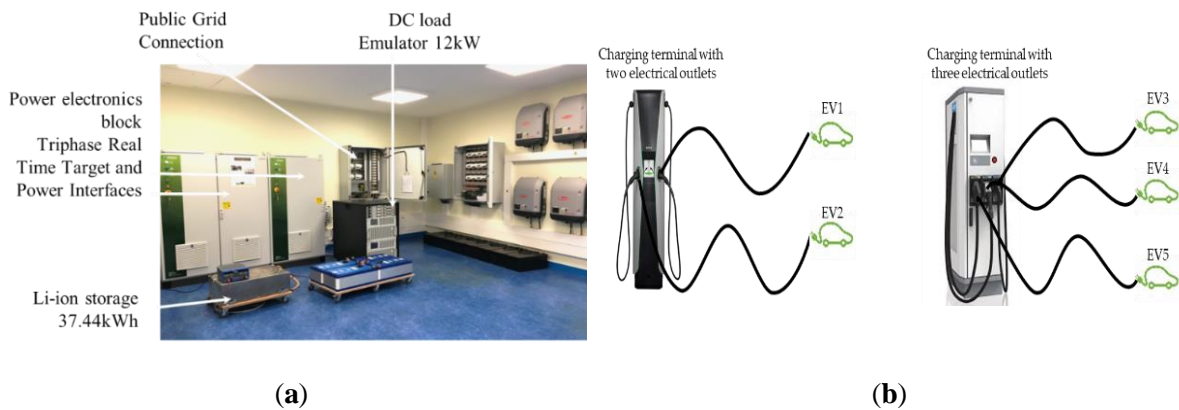 Public Grid
Connection
DC load
Emulator 12kW
Power electronics
block
Triphase Real
Time Target and
Power Interfaces
Li-ion storage
37.44kWh
(a)
Charging terminal with
two electrical outlets
EV1
EV2
Charging terminal with
three electrical outlets
EV3
EV4
EV5
(b)